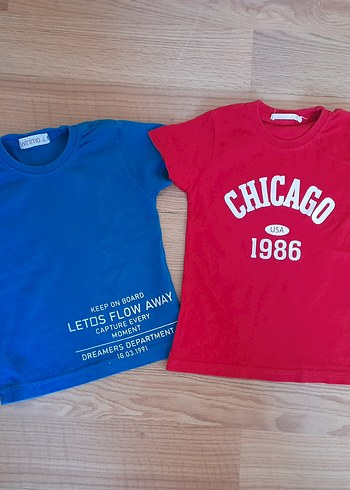 KEEP ON BOARD
LETOS FLOW AWAY
CAPTURE EVERY
MOMENT
DREAMERS DEPARTMENT
18.03.1991
CHICAGO
USA
1986